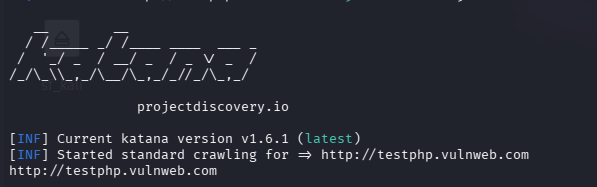 katana
projectdiscovery.io
[INF] Current katana version v1.6.1 (latest)
[INF] Started standard crawling for => http://testphp.vulnweb.com
http://testphp.vulnweb.com